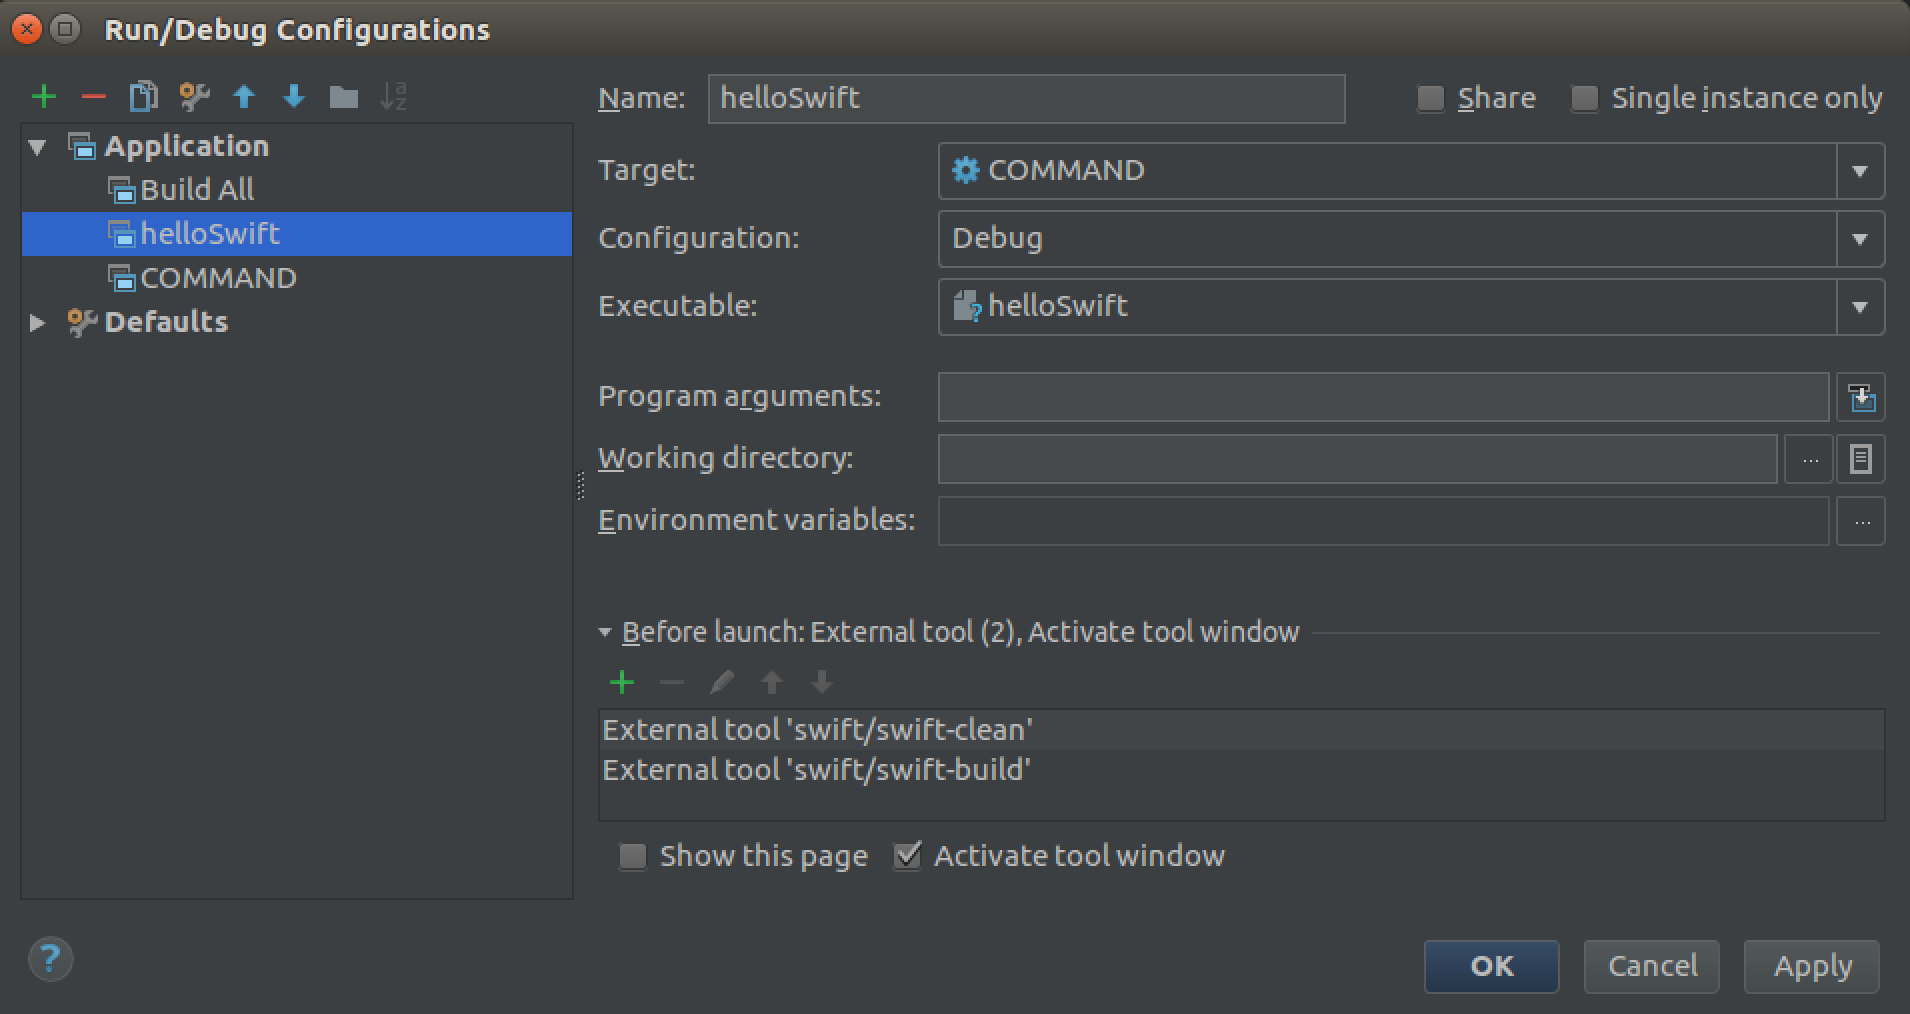 Run/Debug Configurations
Name: helloSwift Share Single instance only
Application
Build All
helloSwift
COMMAND
Defaults
Target: COMMAND
Configuration: Debug
Executable: helloSwift
Program arguments:
Working directory: ...
Environment variables: ...
Before launch: External tool (2), Activate tool window
External tool 'swift/swift-clean'
External tool 'swift/swift-build'
Show this page Activate tool window
? OK Cancel Apply